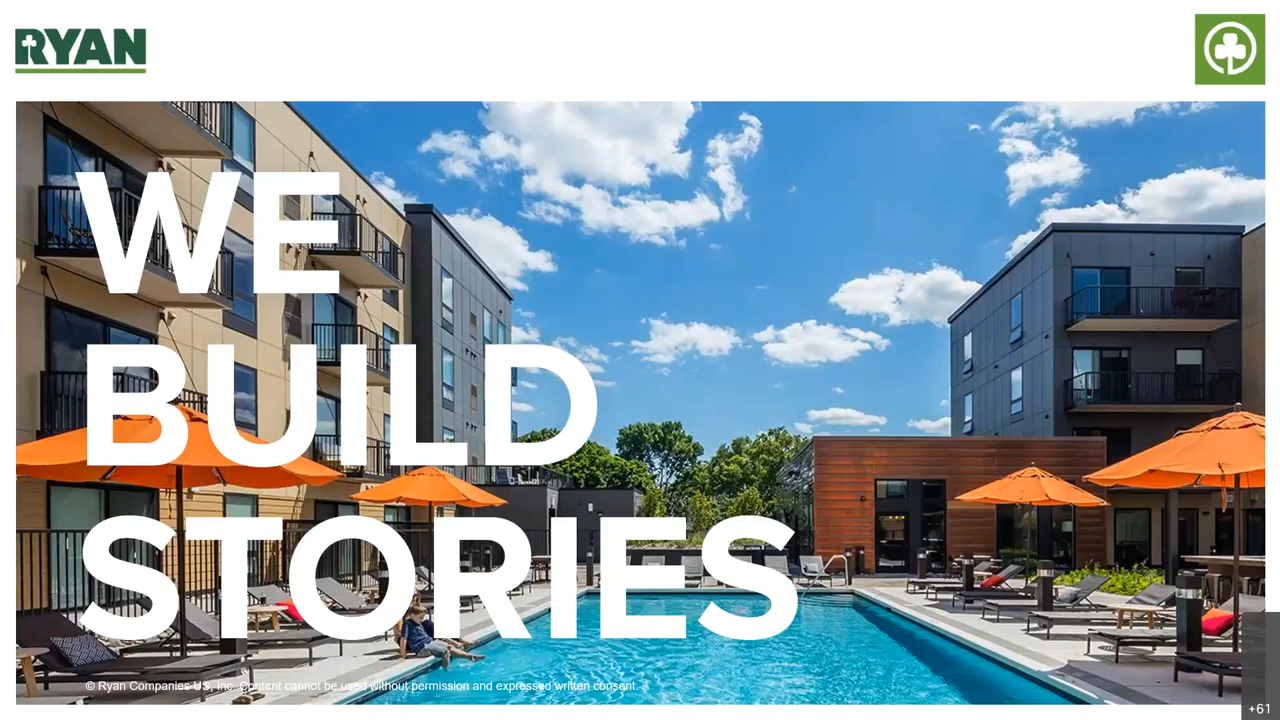 RYAN
WE
BUILD
STORIES
© Ryan Companies US, Inc. Content cannot be used without permission and expressed written consent.
+61